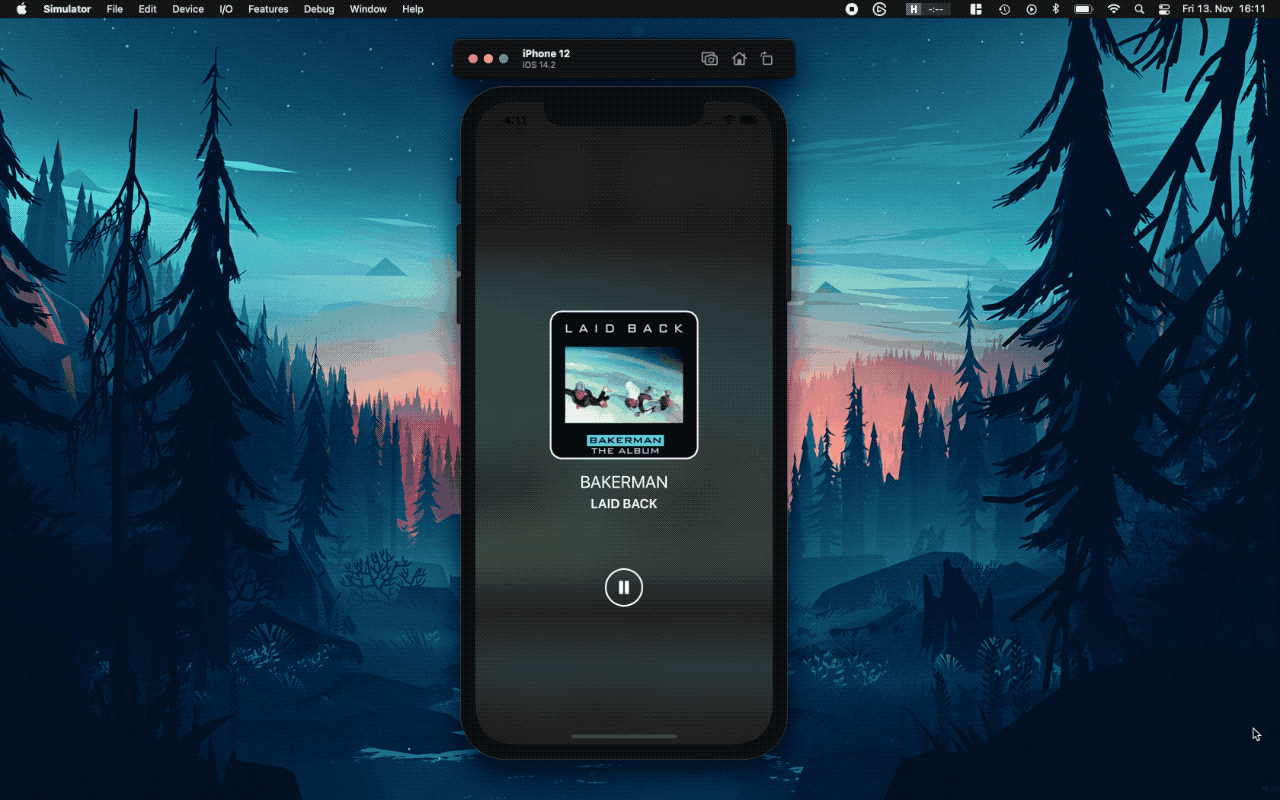 Simulator File Edit Device I/O Features Debug Window Help
H -:-- Fri 13. Nov 16:11
iPhone 12
iOS 14.2
4:11
LAID BACK
BAKERMAN
THE ALBUM
BAKERMAN
LAID BACK